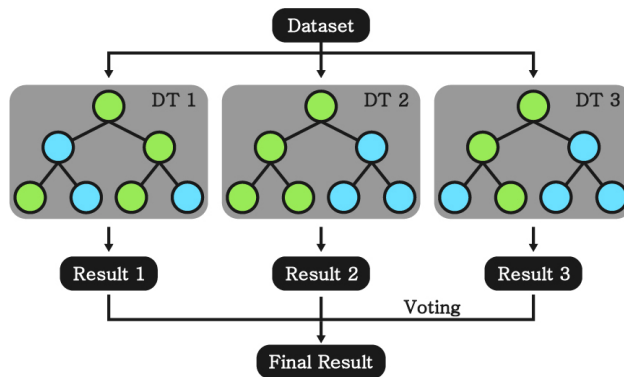 Dataset
DT 1
DT 2
DT 3
Result 1
Result 2
Result 3
Voting
Final Result